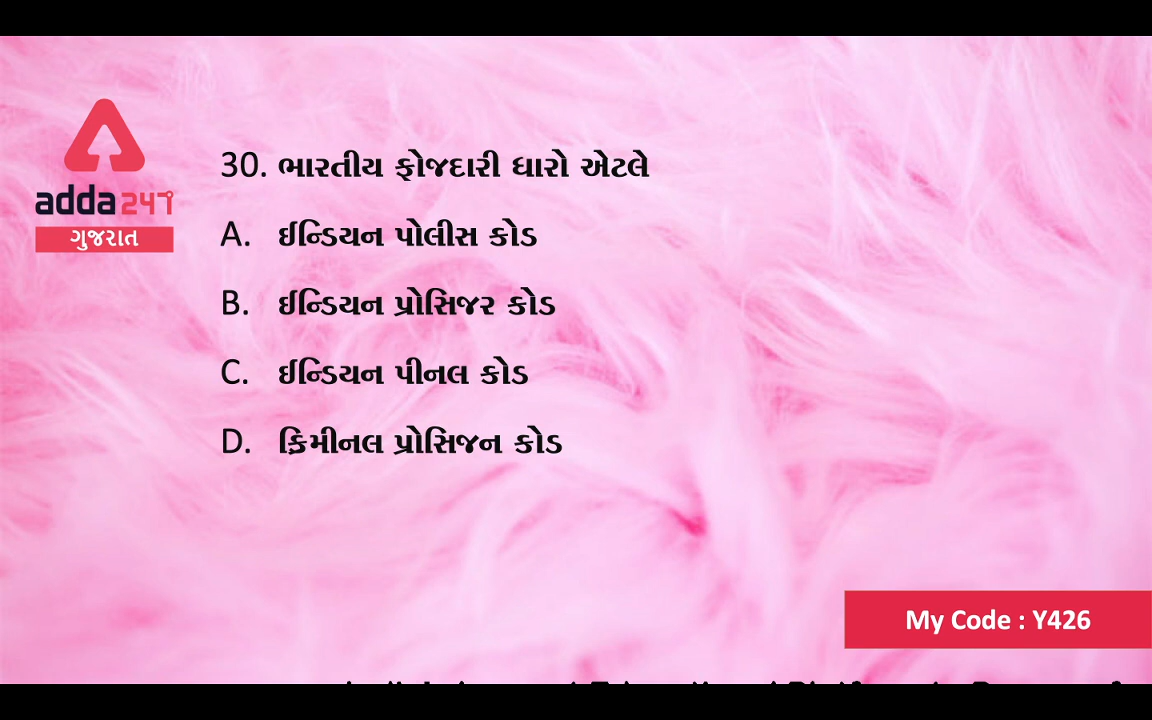 adda247
ગુજરાત
30. ભારતીય ફોજદારી ધારો એટલે
A. ઈન્ડિયન પોલીસ કોડ
B. ઈન્ડિયન પ્રોસિજર કોડ
C. ઈન્ડિયન પીનલ કોડ
D. ક્રિમીનલ પ્રોસિજન કોડ
My Code : Y426